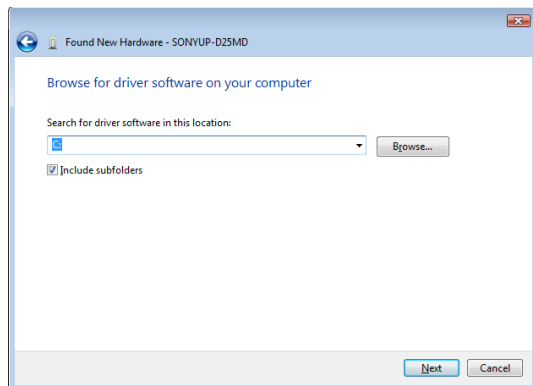 Found New Hardware - SONYUP-D25MD
Browse for driver software on your computer
Search for driver software in this location:
C:
Browse...
Include subfolders
Next Cancel